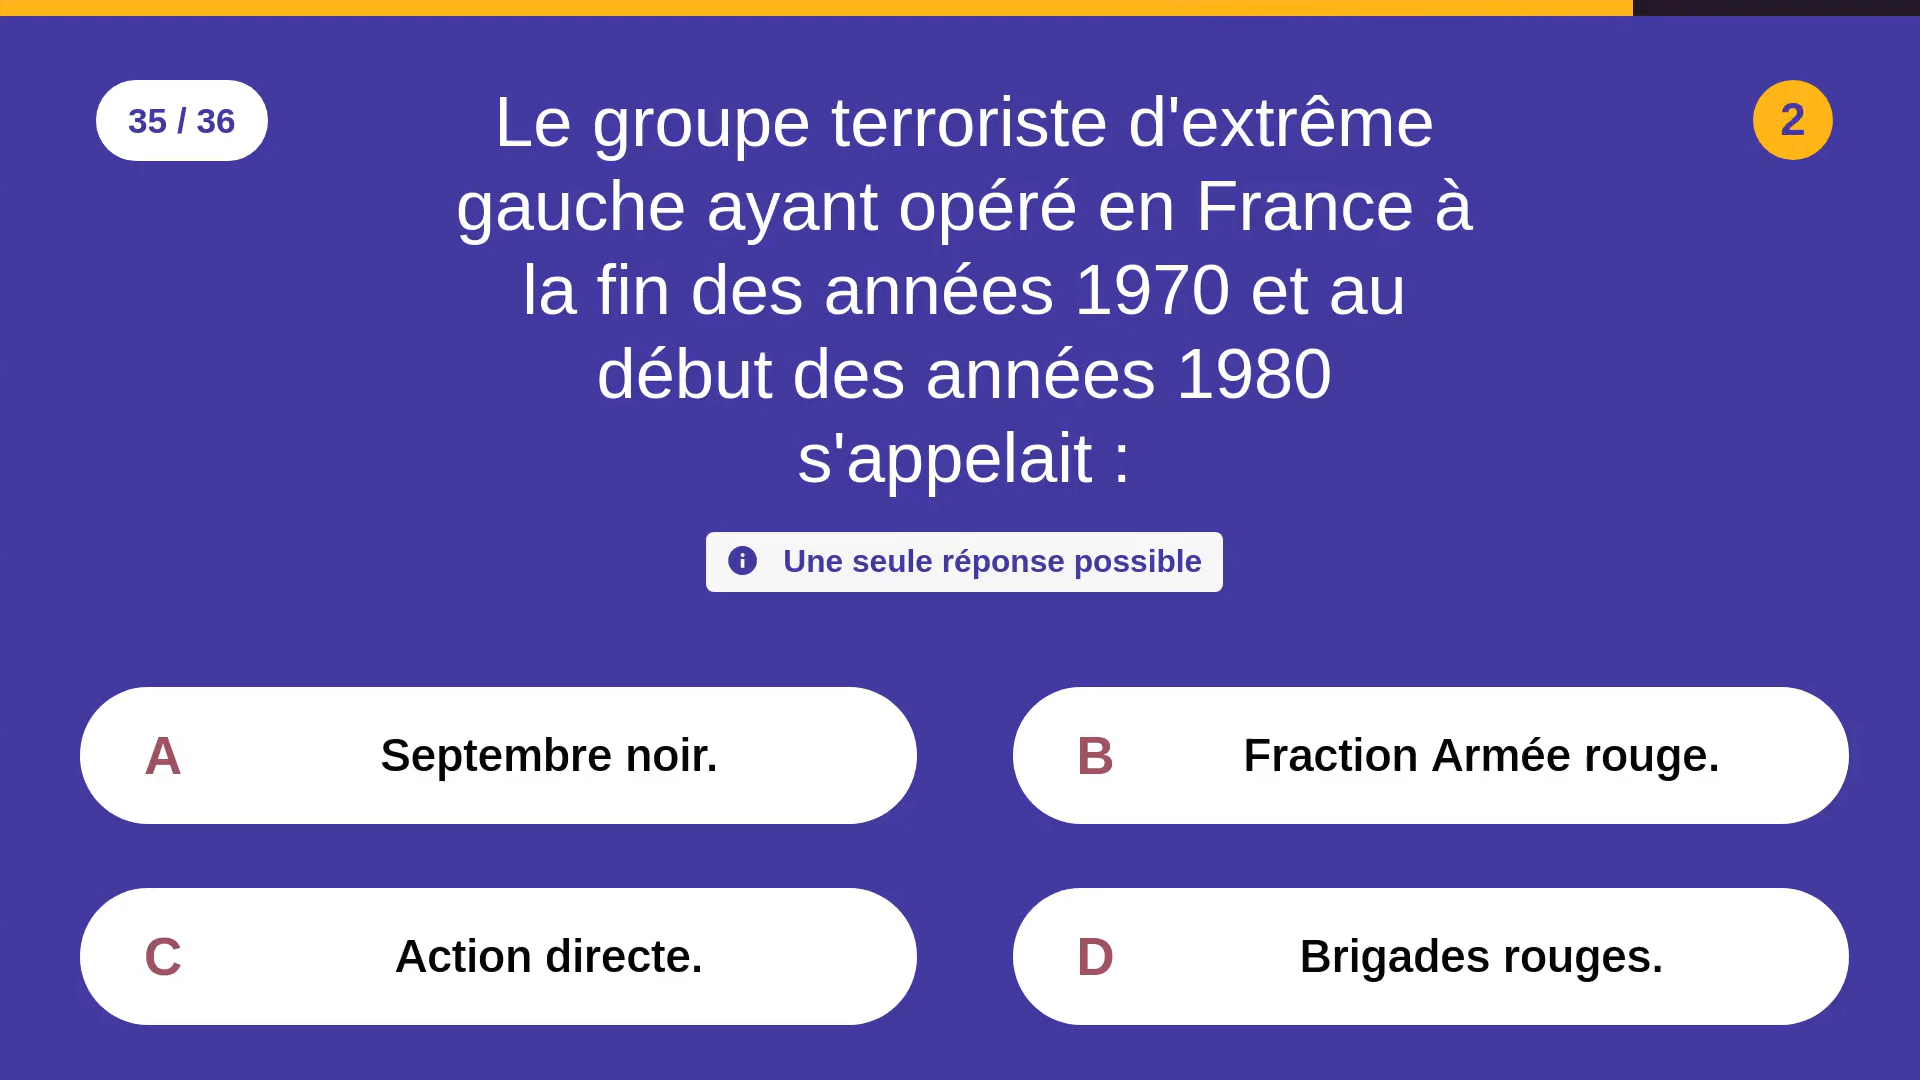 35 / 36
Le groupe terroriste d'extrême
gauche ayant opéré en France à
la fin des années 1970 et au
début des années 1980
s'appelait :
2
Une seule réponse possible
A Septembre noir.
B Fraction Armée rouge.
C Action directe.
D Brigades rouges.